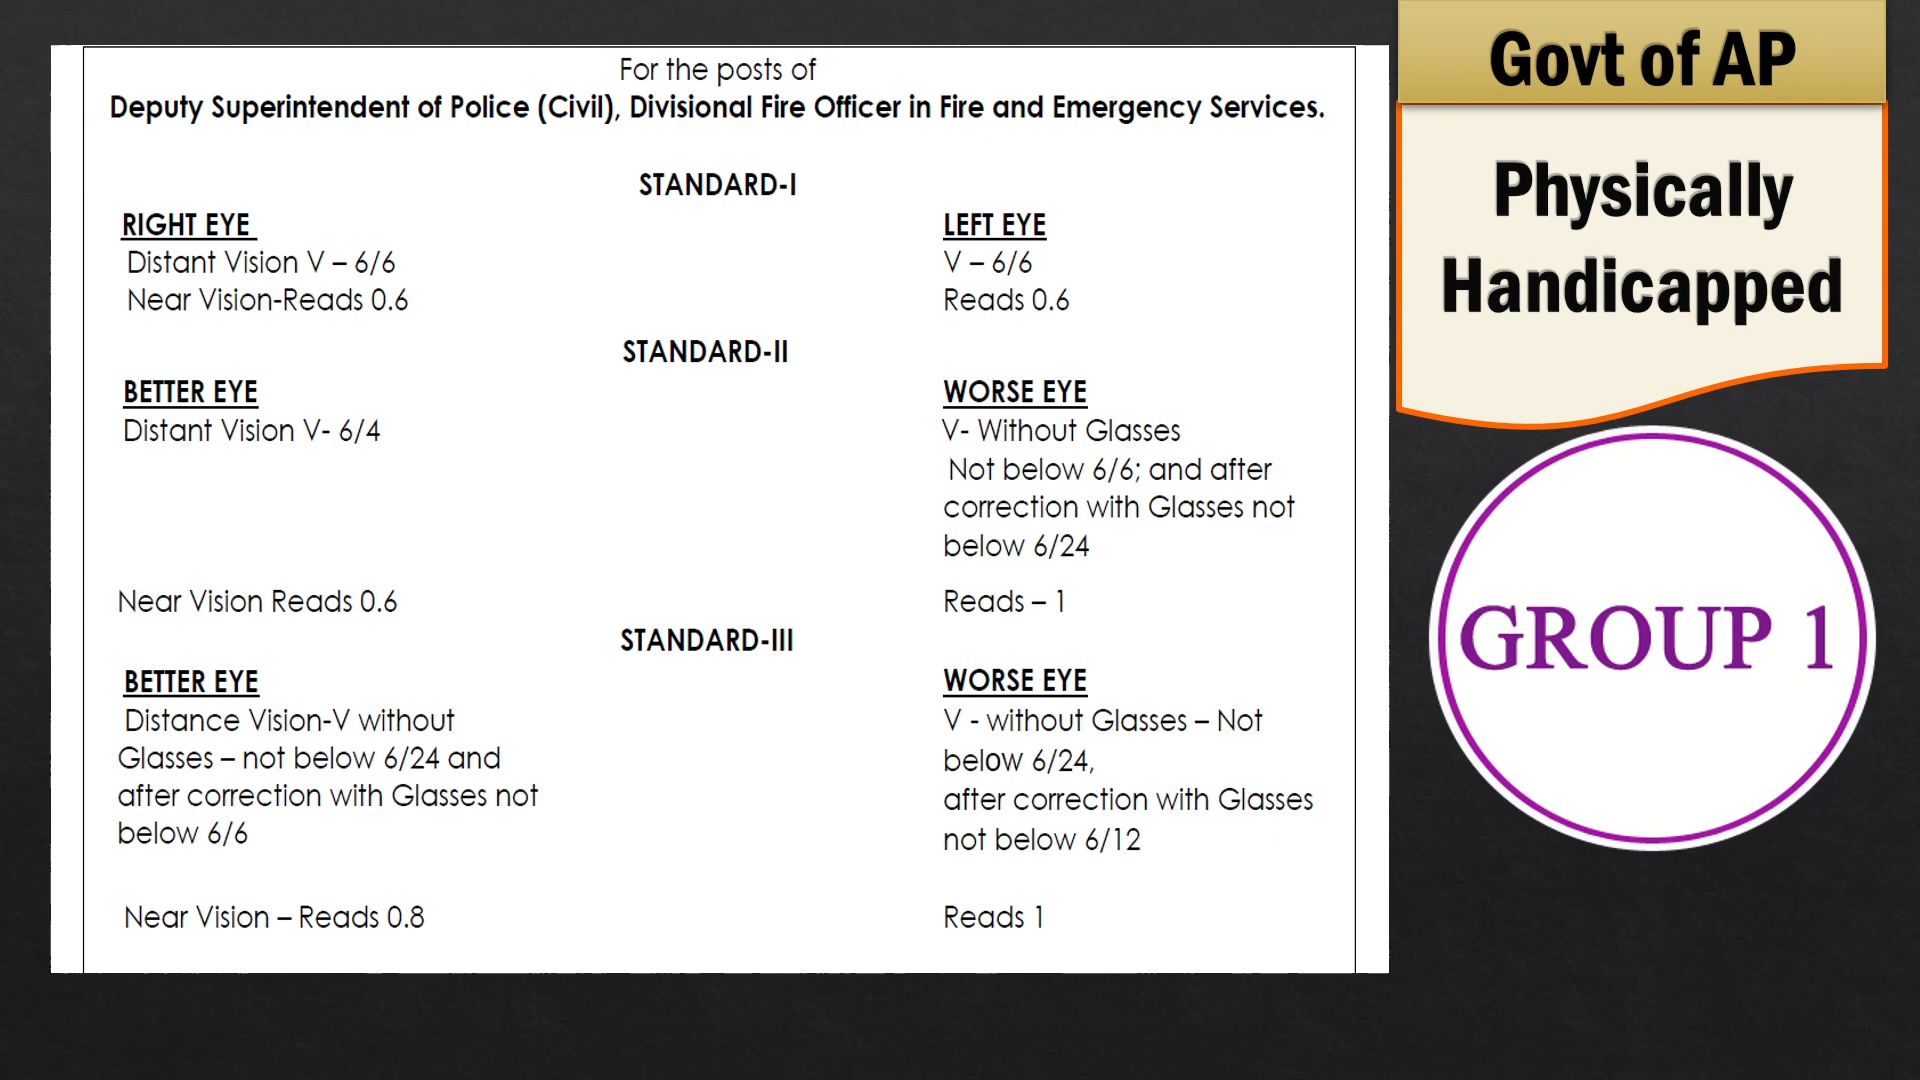 For the posts of
Deputy Superintendent of Police (Civil), Divisional Fire Officer in Fire and Emergency Services.
STANDARD-I
RIGHT EYE
Distant Vision V – 6/6
Near Vision-Reads 0.6
LEFT EYE
V – 6/6
Reads 0.6
STANDARD-II
BETTER EYE
Distant Vision V- 6/4
Near Vision Reads 0.6
WORSE EYE
V- Without Glasses
Not below 6/6; and after
correction with Glasses not
below 6/24
Reads – 1
STANDARD-III
BETTER EYE
Distance Vision-V without
Glasses – not below 6/24 and
after correction with Glasses not
below 6/6
Near Vision – Reads 0.8
WORSE EYE
V - without Glasses – Not
below 6/24,
after correction with Glasses
not below 6/12
Reads 1
Govt of AP
Physically
Handicapped
GROUP 1